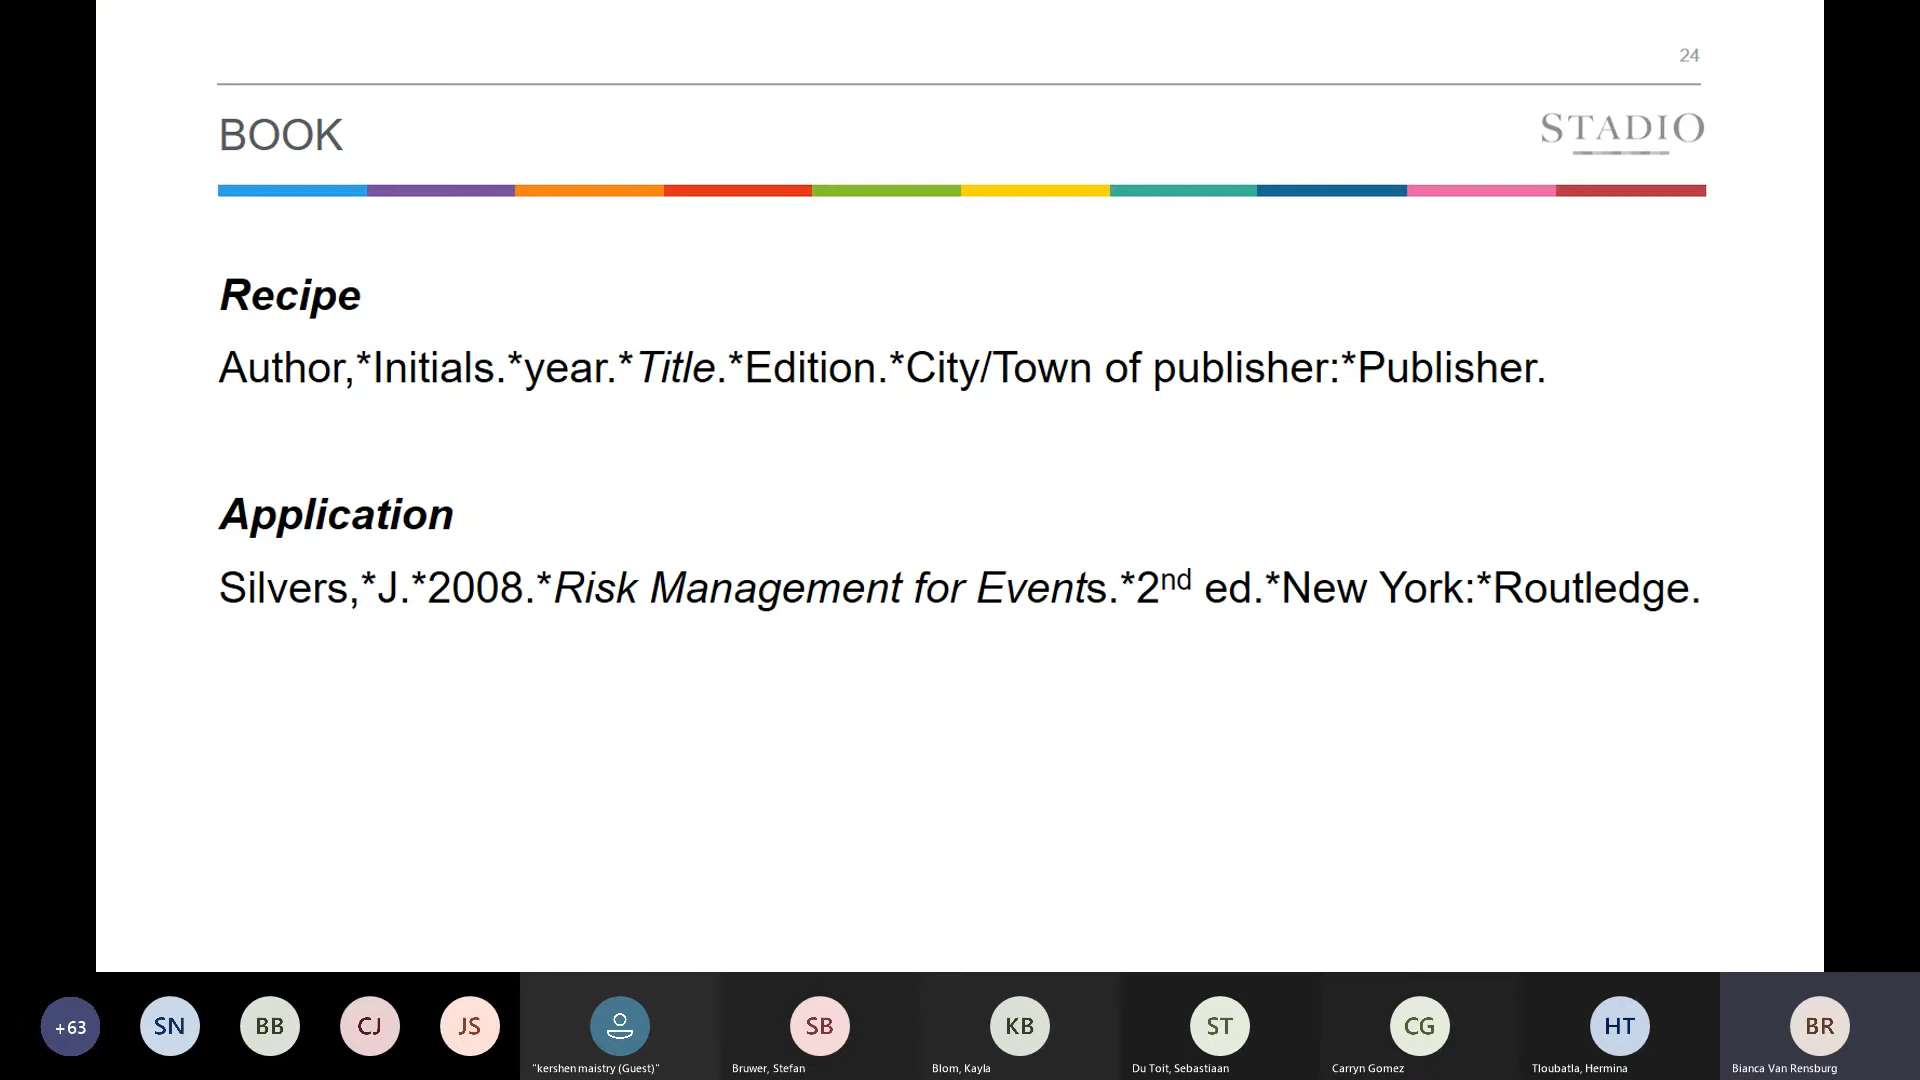 24
BOOK
STADIO
Recipe
Author,*Initials.*year.*Title.*Edition.*City/Town of publisher:*Publisher.
Application
Silvers,*J.*2008.*Risk Management for Events.*2nd ed.*New York:*Routledge.
+63
SN
BB
CJ
JS
SB
KB
ST
CG
HT
BR
"kershen maistry (Guest)"
Bruwer, Stefan
Blom, Kayla
Du Toit, Sebastiaan
Carryn Gomez
Tloubatla, Hermina
Bianca Van Rensburg